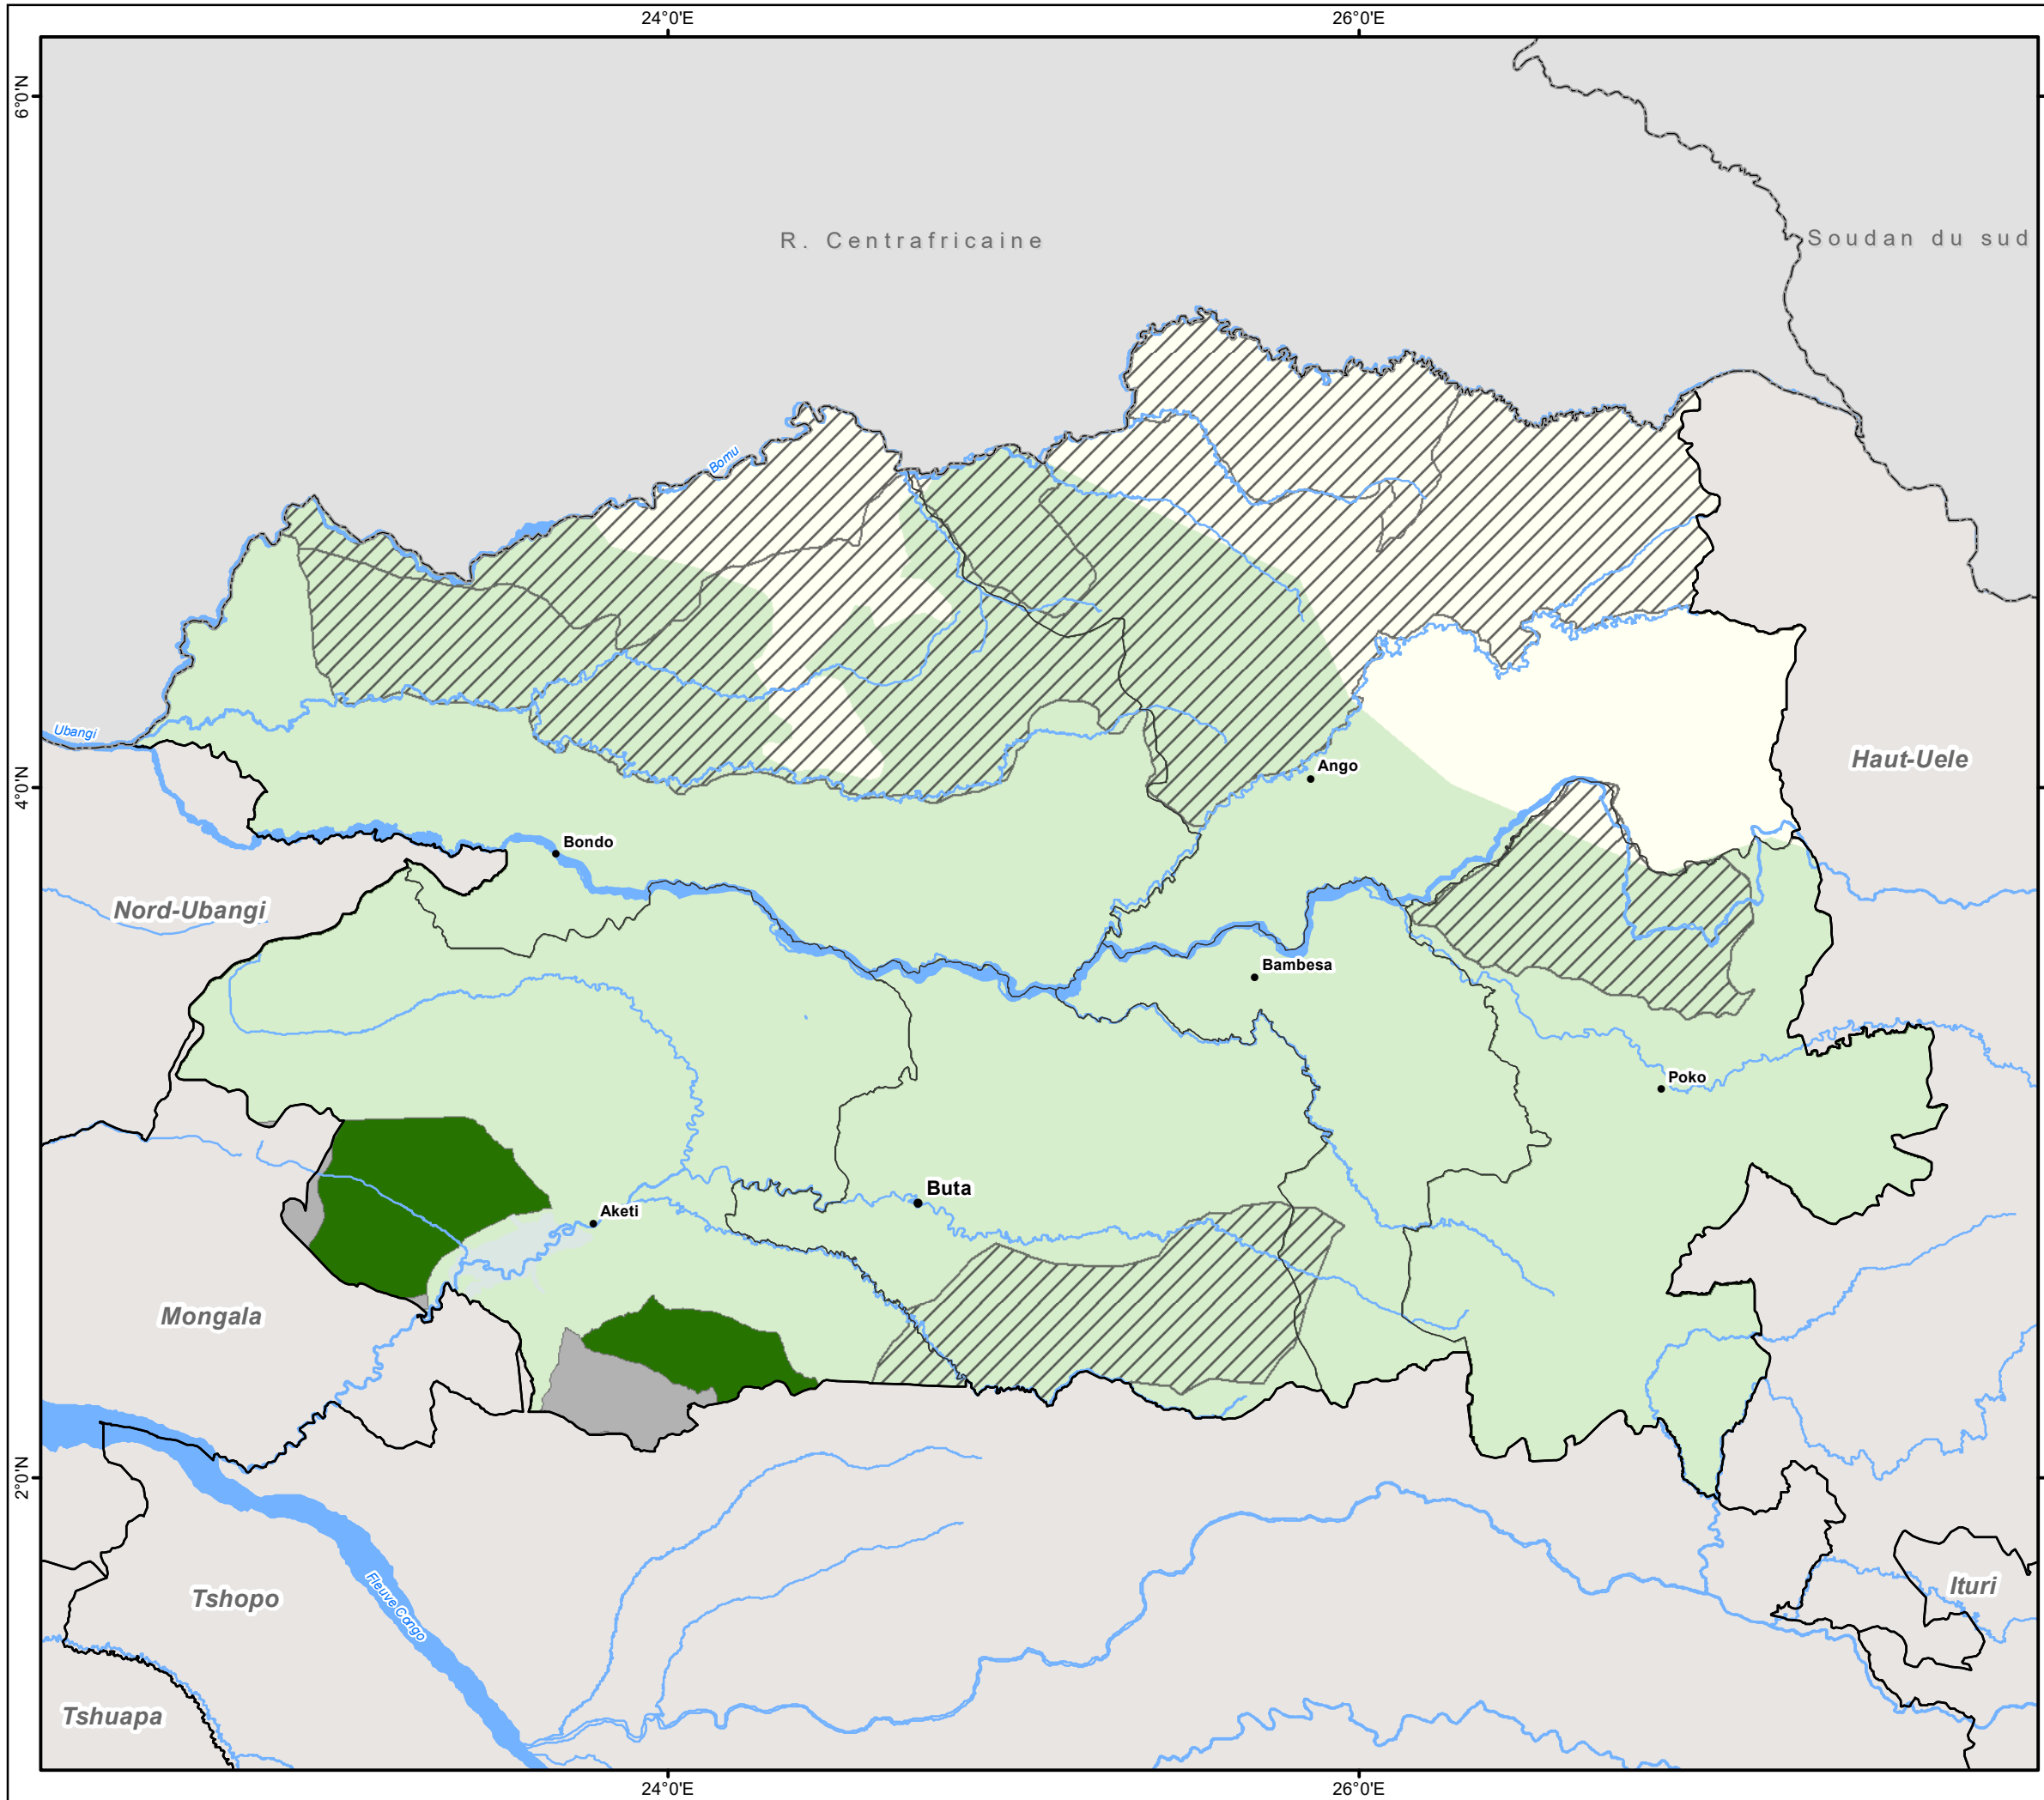 24°0'E
26°0'E
6°0'N
R. Centrafricaine
Soudan du sud
Bomu
Ubangi
4°0'N
Haut-Uele
Ango
Bondo
Nord-Ubangi
Bambesa
Poko
Buta
Aketi
Mongala
2°0'N
Tshopo
Fleuve Congo
Ituri
Tshuapa
24°0'E
26°0'E